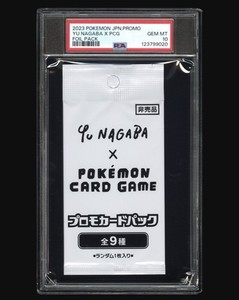 2023 POKEMON JPN PROMO
YU NAGABA X PCG
FOIL PACK
GEM MT
10
PSA
123799020
非売品
YU NAGABA
×
POKÉMON
CARD GAME
プロモカードパック
全9種
●ランダム1枚入り●